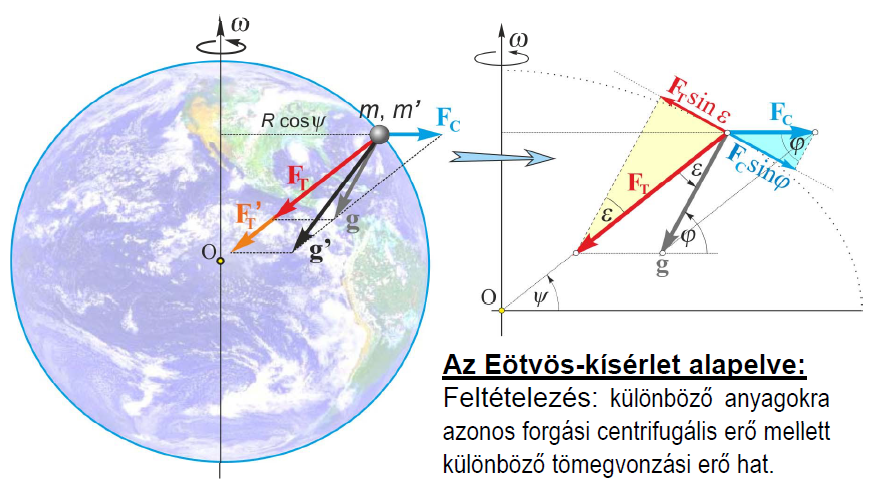 ω
R cosψ
m, m’
F_C
F_T
F_T’
g
g’
O
ω
F_T sin ε
F_C
φ
F_C sinφ
F_T
ε
ε
g
φ
O
ψ
Az Eötvös-kísérlet alapelve:
Feltételezés: különböző anyagokra
azonos forgási centrifugális erő mellett
különböző tömegvonzási erő hat.